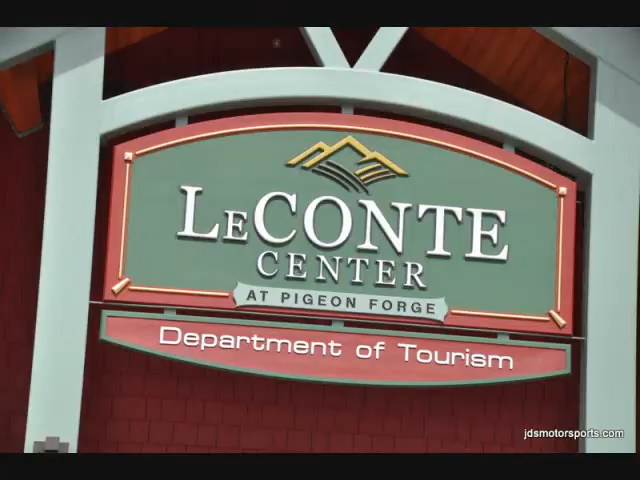 LeCONTE
CENTER
AT PIGEON FORGE
Department of Tourism
jdsmotorsports.com